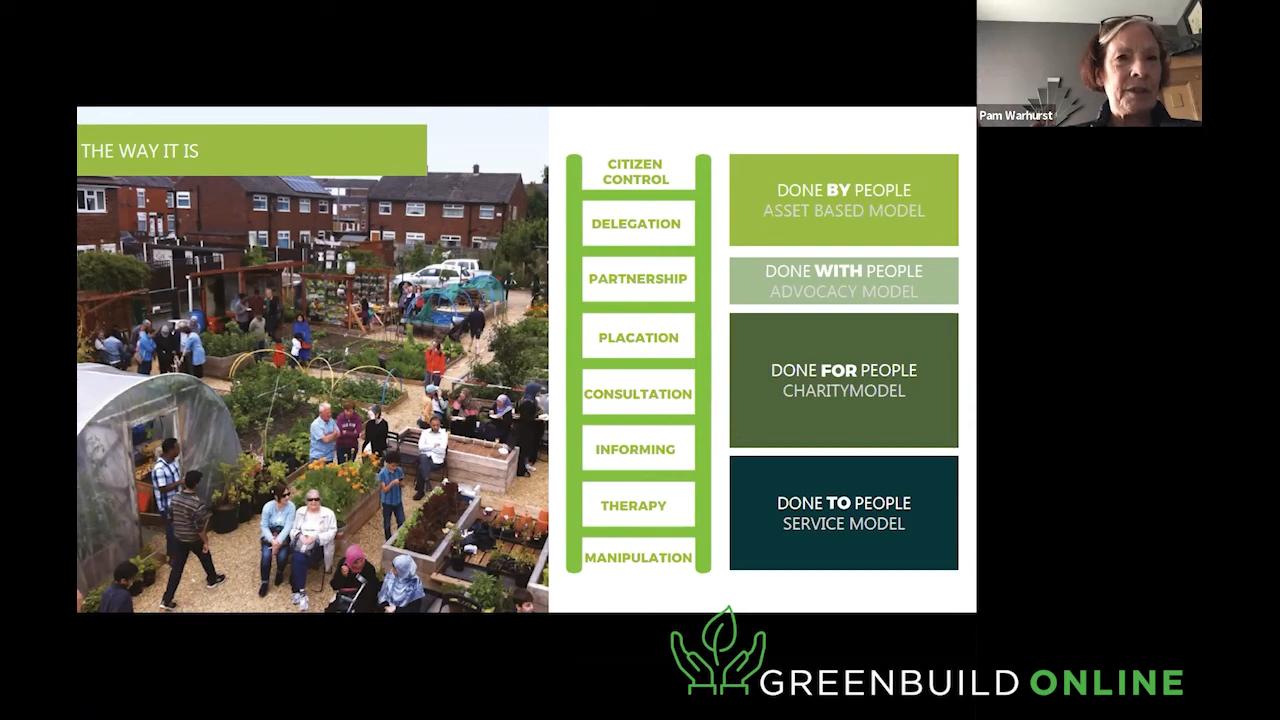 Pam Warhurst
THE WAY IT IS
CITIZEN
CONTROL
DELEGATION
PARTNERSHIP
PLACATION
CONSULTATION
INFORMING
THERAPY
MANIPULATION
DONE BY PEOPLE
ASSET BASED MODEL
DONE WITH PEOPLE
ADVOCACY MODEL
DONE FOR PEOPLE
CHARITYMODEL
DONE TO PEOPLE
SERVICE MODEL
GREENBUILD ONLINE